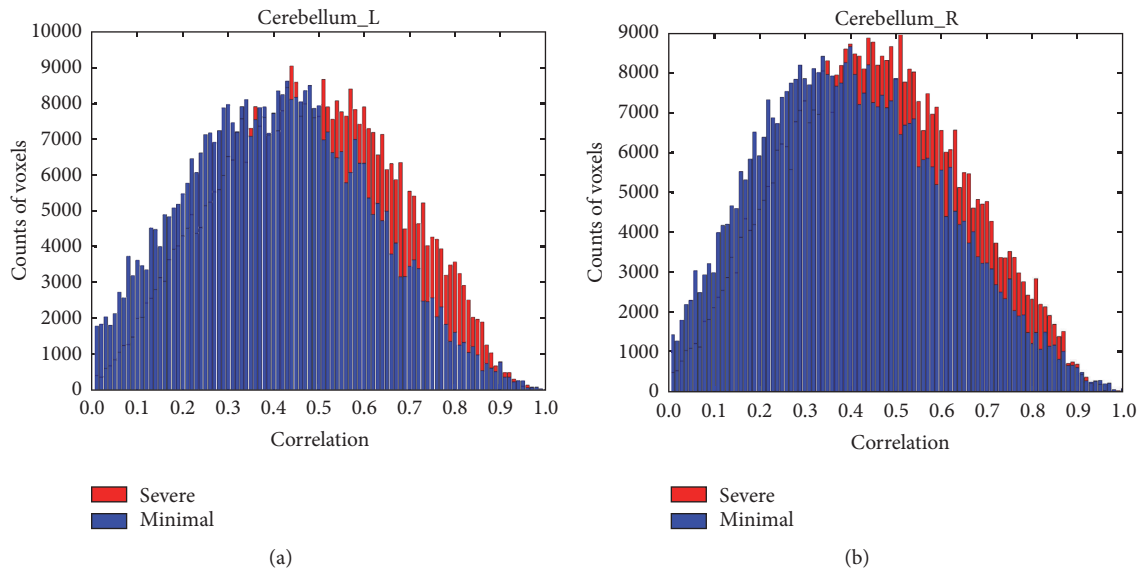 Cerebellum_L
10000
9000
8000
7000
6000
5000
4000
3000
2000
1000
0
Counts of voxels
0.0 0.1 0.2 0.3 0.4 0.5 0.6 0.7 0.8 0.9 1.0
Correlation
Severe
Minimal
(a)
Cerebellum_R
9000
8000
7000
6000
5000
4000
3000
2000
1000
0
Counts of voxels
0.0 0.1 0.2 0.3 0.4 0.5 0.6 0.7 0.8 0.9 1.0
Correlation
Severe
Minimal
(b)